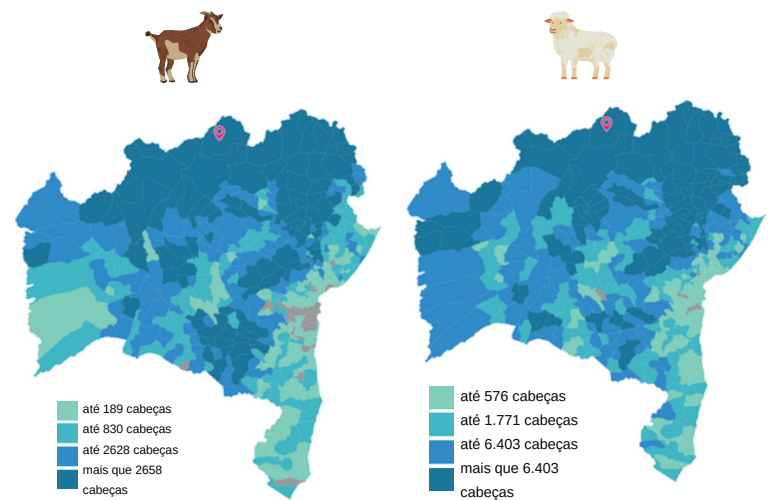 até 189 cabeças
até 830 cabeças
até 2628 cabeças
mais que 2658
cabeças
até 576 cabeças
até 1.771 cabeças
até 6.403 cabeças
mais que 6.403
cabeças